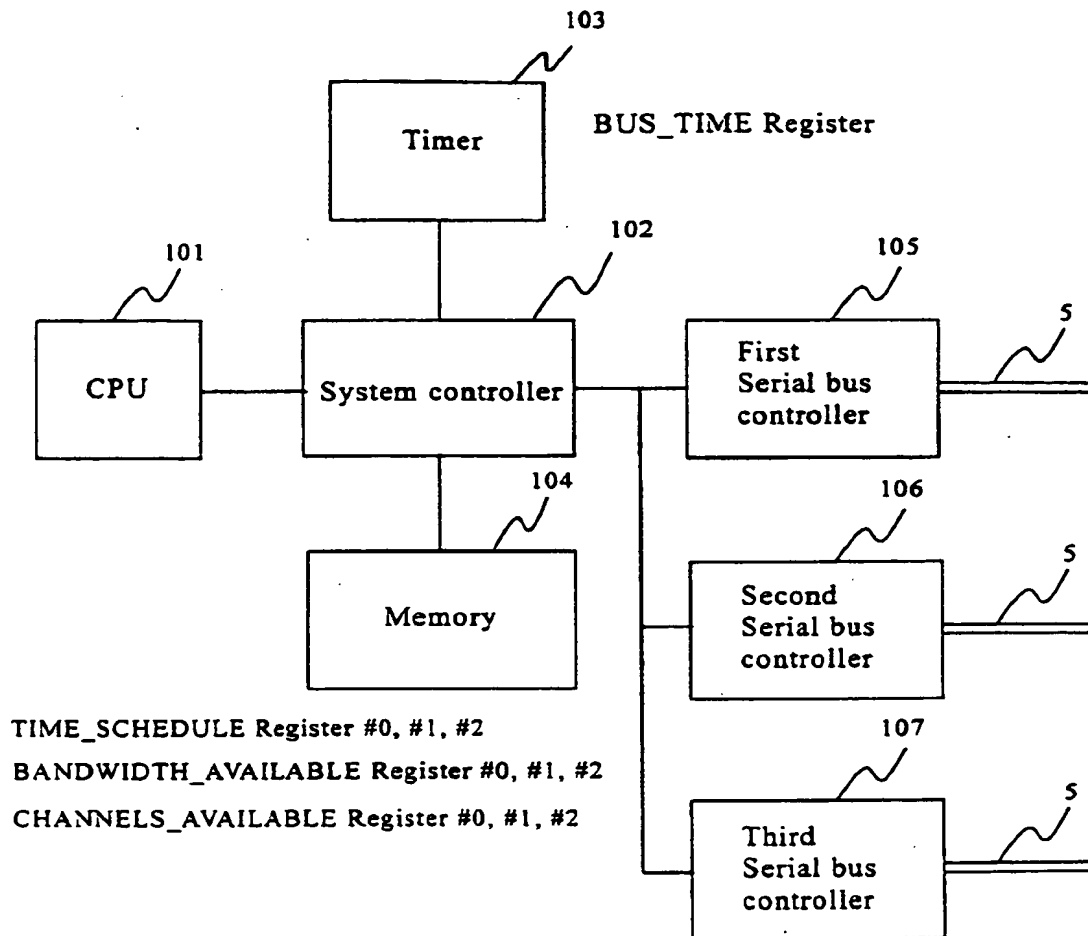 103
Timer
BUS_TIME Register
101
102
105
5
CPU
System controller
First
Serial bus
controller
104
106
5
Memory
Second
Serial bus
controller
TIME_SCHEDULE Register #0, #1, #2
BANDWIDTH_AVAILABLE Register #0, #1, #2
CHANNELS_AVAILABLE Register #0, #1, #2
107
5
Third
Serial bus
controller